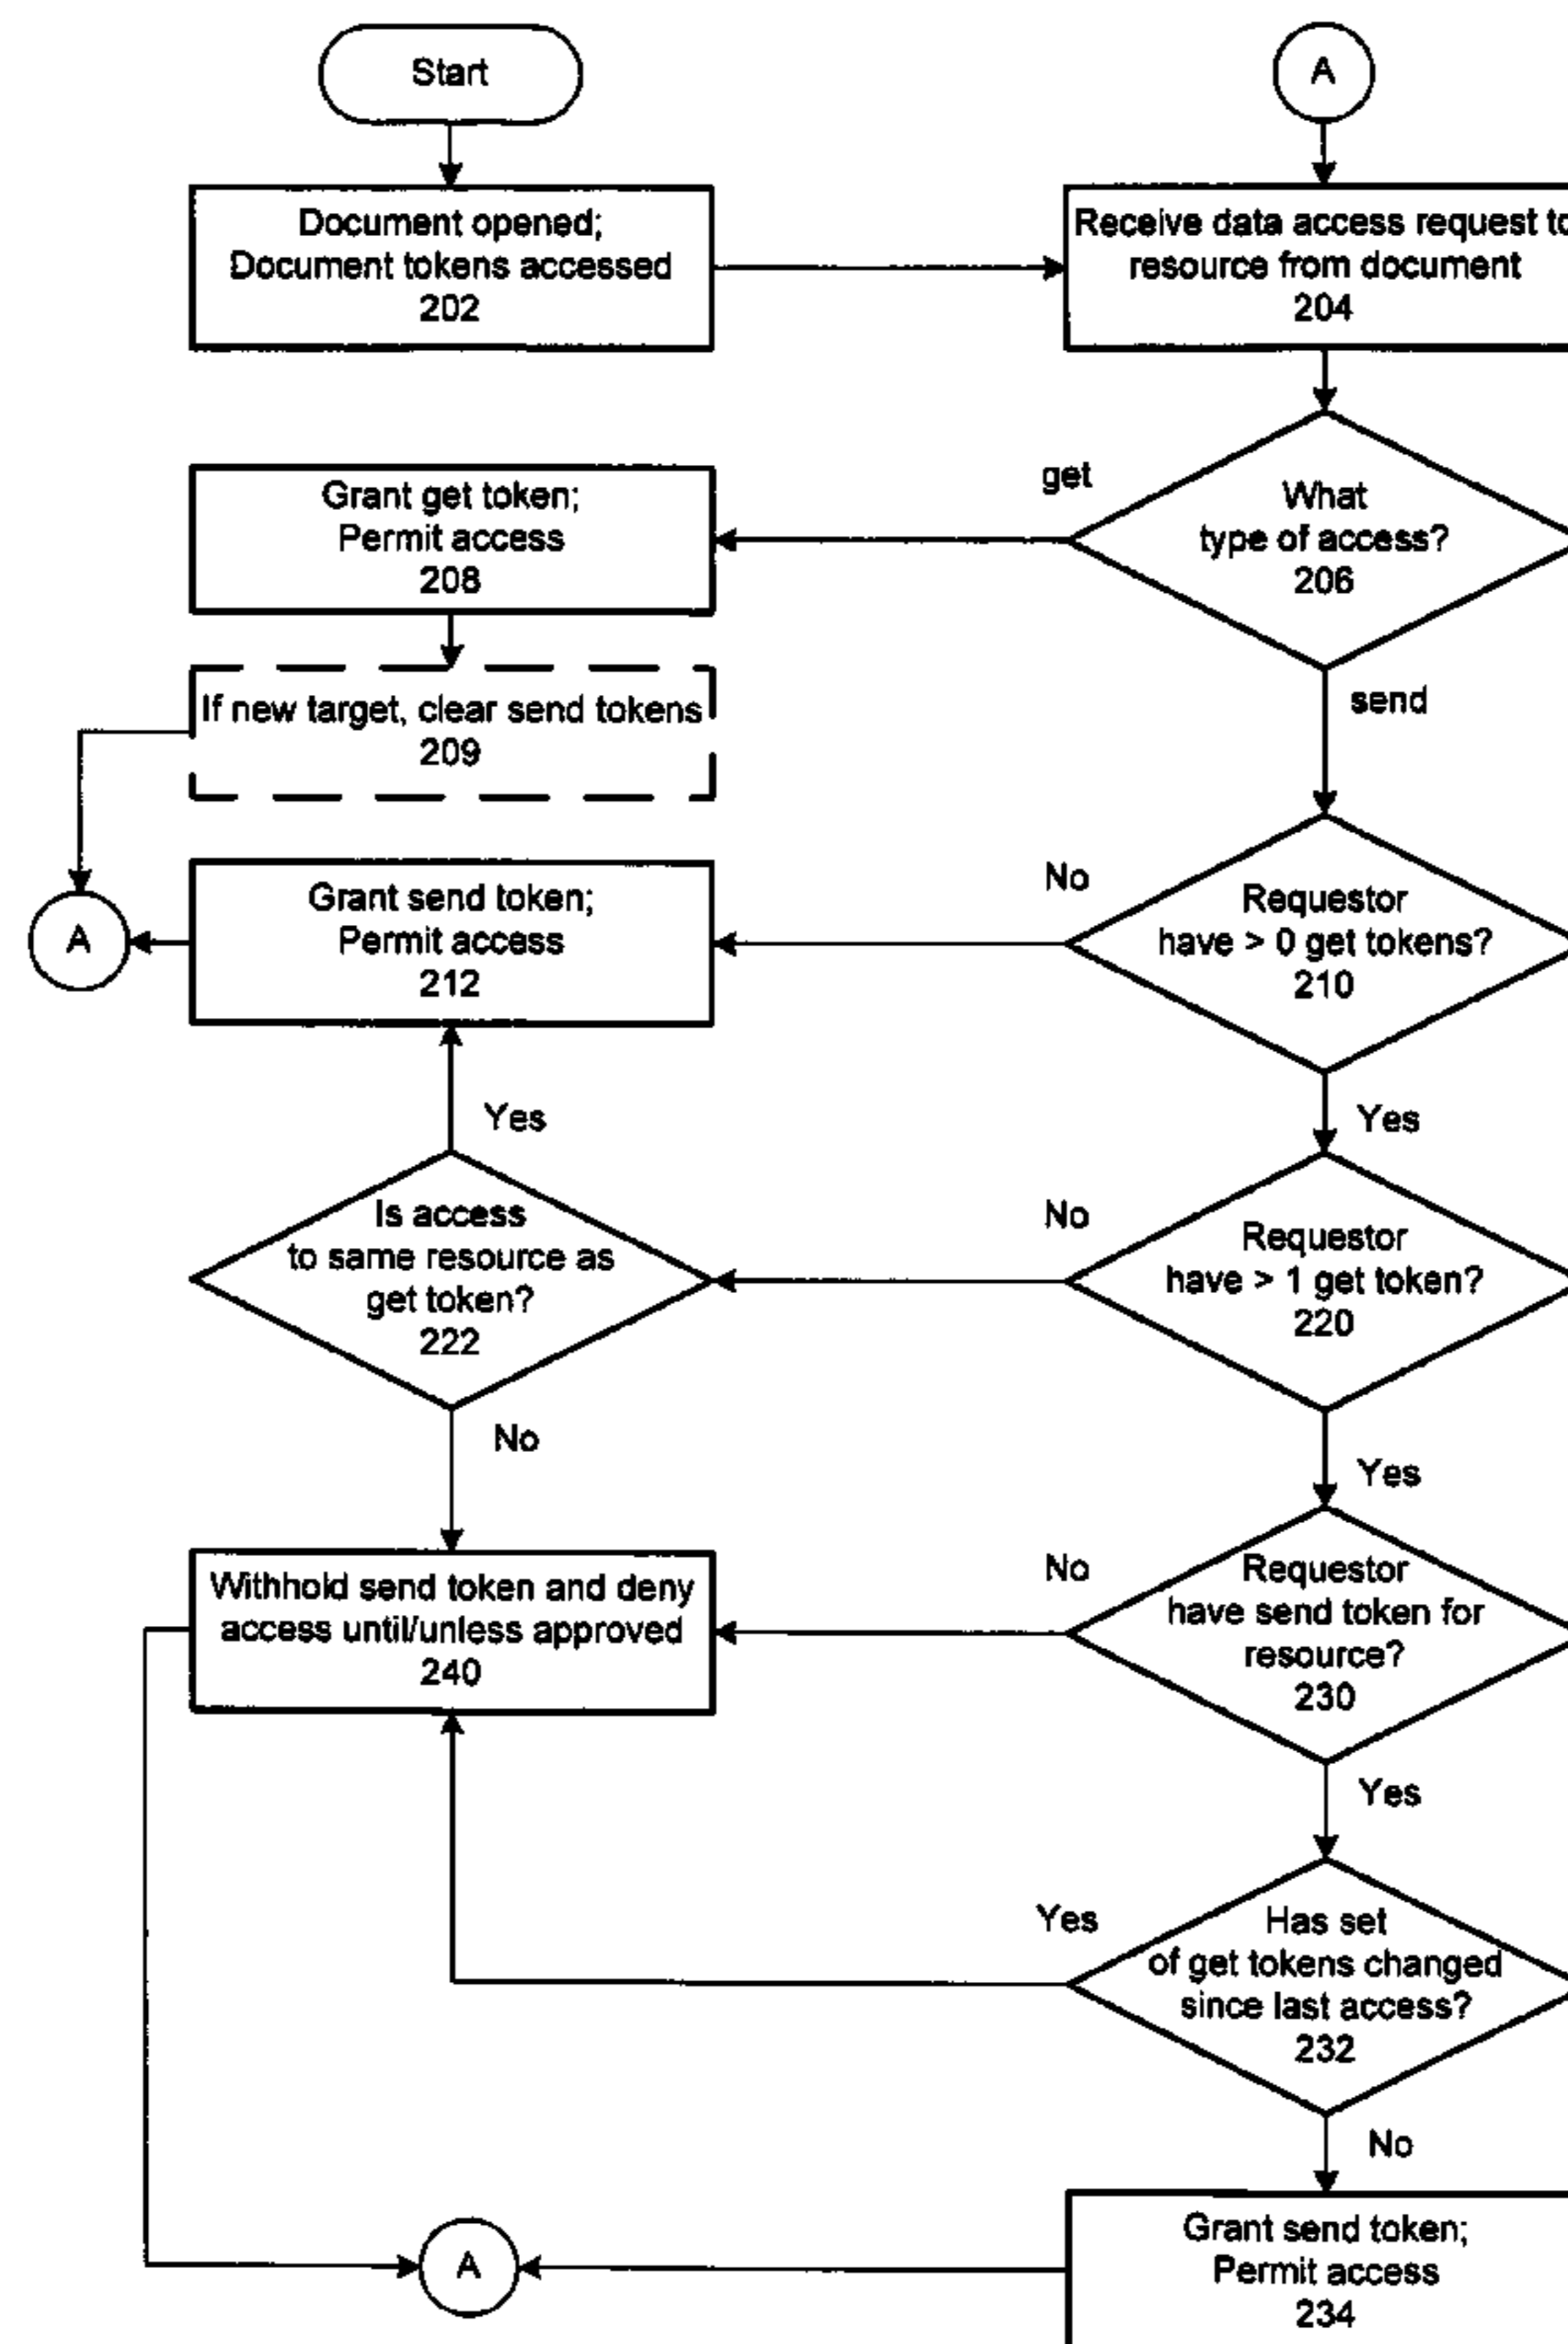 Start
A
Document opened;
Document tokens accessed
202
Receive data access request to
resource from document
204
get
What
type of access?
206
Grant get token;
Permit access
208
send
If new target, clear send tokens
209
No
Requestor
have > 0 get tokens?
210
Grant send token;
Permit access
212
A
Yes
Yes
Is access
to same resource as
get token?
222
No
Requestor
have > 1 get token?
220
No
Yes
Withhold send token and deny
access until/unless approved
240
No
Requestor
have send token for
resource?
230
Yes
Yes
Has set
of get tokens changed
since last access?
232
No
A
Grant send token;
Permit access
234